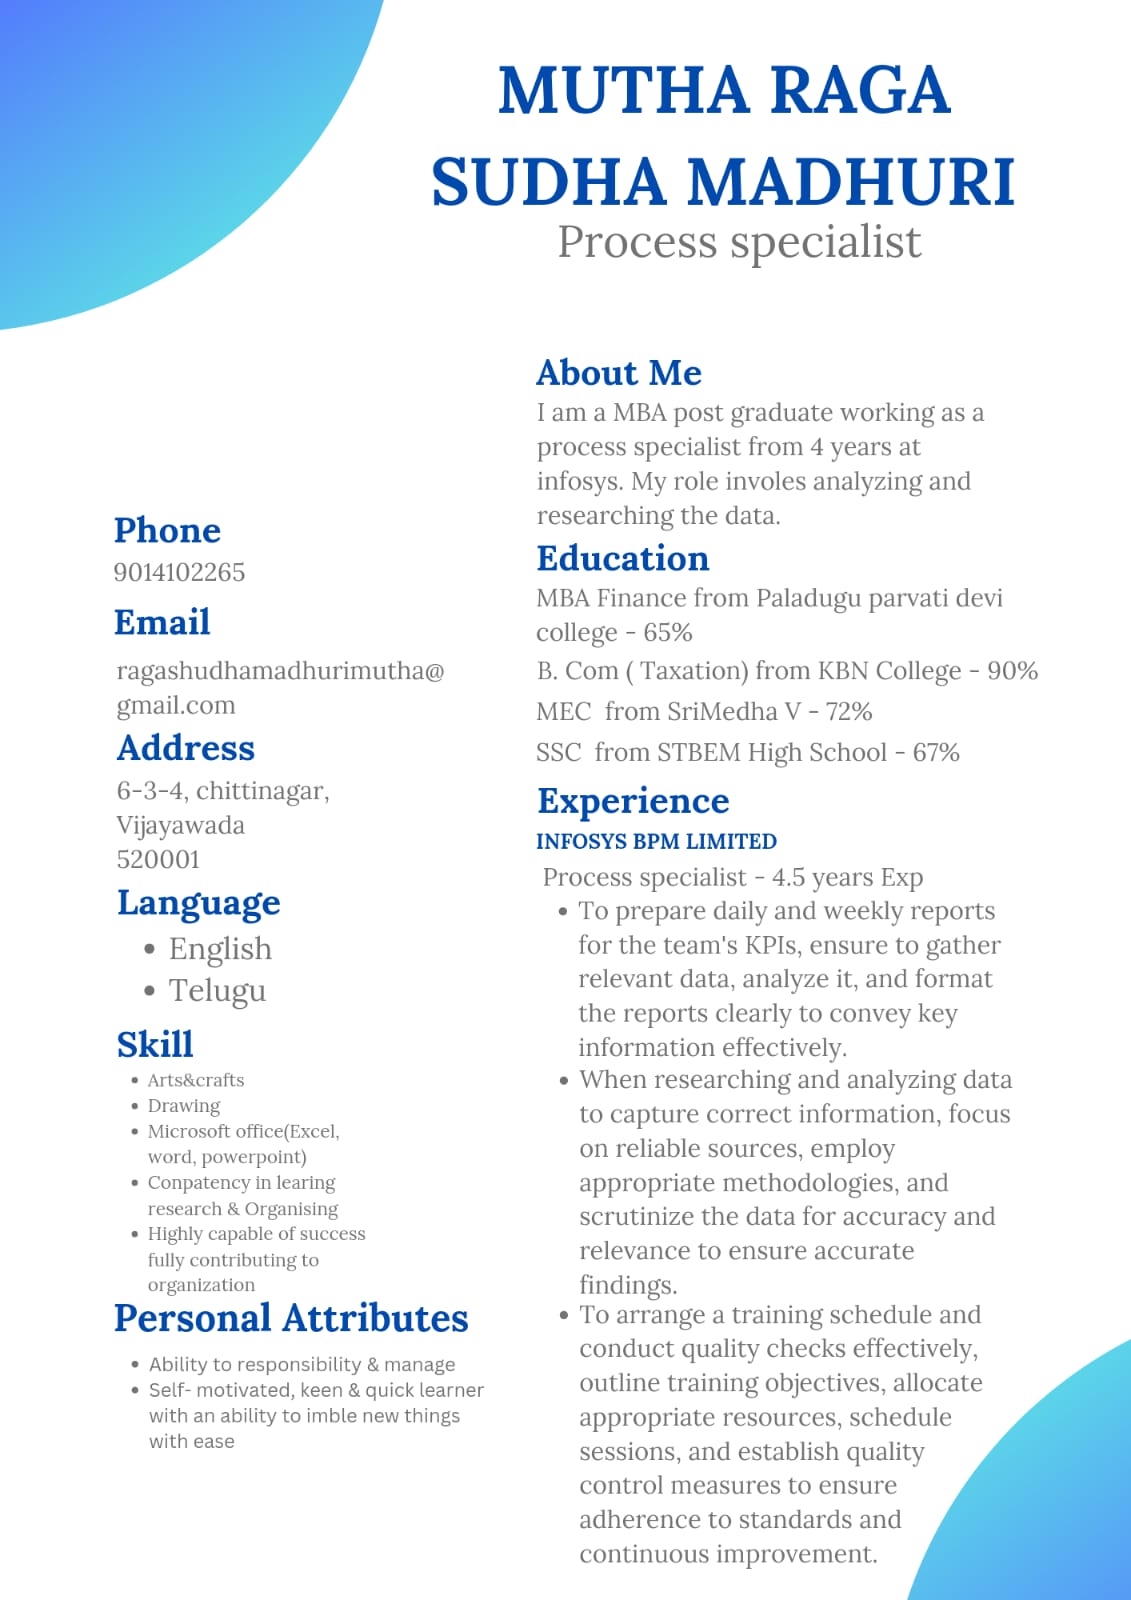 MUTHA RAGA
SUDHA MADHURI
Process specialist
Phone
9014102265
Email
ragashudhamadhurimutha@
gmail.com
Address
6-3-4, chittinagar,
Vijayawada
520001
Language
• English
• Telugu
Skill
• Arts&crafts
• Drawing
• Microsoft office(Excel,
word, powerpoint)
• Conpatency in learing
research & Organising
• Highly capable of success
fully contributing to
organization
Personal Attributes
• Ability to responsibility & manage
• Self- motivated, keen & quick learner
with an ability to imble new things
with ease
About Me
I am a MBA post graduate working as a
process specialist from 4 years at
infosys. My role involes analyzing and
researching the data.
Education
MBA Finance from Paladugu parvati devi
college - 65%
B. Com ( Taxation) from KBN College - 90%
MEC from SriMedha V - 72%
SSC from STBEM High School - 67%
Experience
INFOSYS BPM LIMITED
Process specialist - 4.5 years Exp
• To prepare daily and weekly reports
for the team's KPIs, ensure to gather
relevant data, analyze it, and format
the reports clearly to convey key
information effectively.
• When researching and analyzing data
to capture correct information, focus
on reliable sources, employ
appropriate methodologies, and
scrutinize the data for accuracy and
relevance to ensure accurate
findings.
• To arrange a training schedule and
conduct quality checks effectively,
outline training objectives, allocate
appropriate resources, schedule
sessions, and establish quality
control measures to ensure
adherence to standards and
continuous improvement.